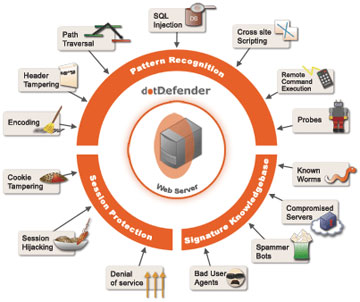 SQL
Injection
Path
Traversal
Cross site
Scripting
Header
Tampering
Pattern Recognition
Remote
Command
Execution
dotDefender
Encoding
Probes
Web Server
Cookie
Tampering
Known
Worms
Session Protection
Signature Knowledgebase
Compromised
Servers
Session
Hijacking
Spammer
Bots
Denial
of service
Bad User
Agents